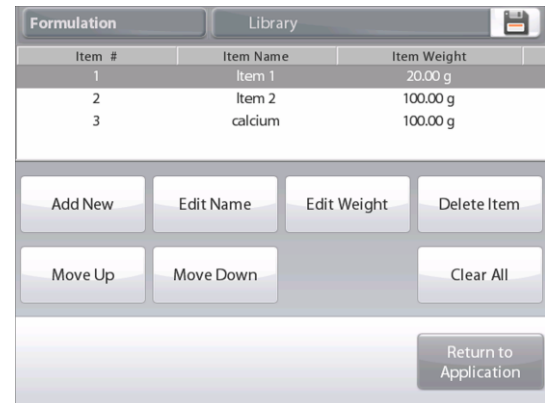 Formulation Library
Item # Item Name Item Weight
1 Item 1 20.00 g
2 Item 2 100.00 g
3 calcium 100.00 g
Add New Edit Name Edit Weight Delete Item
Move Up Move Down Clear All
Return to
Application